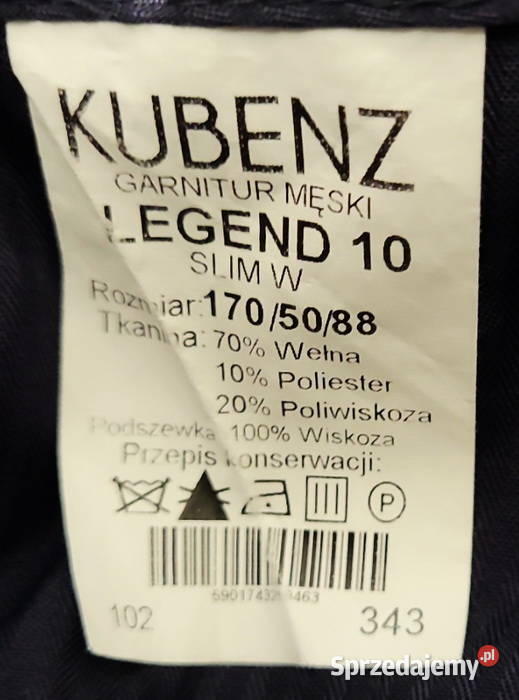 KUBENZ
GARNITUR MĘSKI
LEGEND 10
SLIM W
Rozmiar:170/50/88
Tkanina: 70% Wełna
10% Poliester
20% Poliwiskoza
Podszewka 100% Wiskoza
Przepis konserwacji:
P
102 343
Sprzedajemy.pl